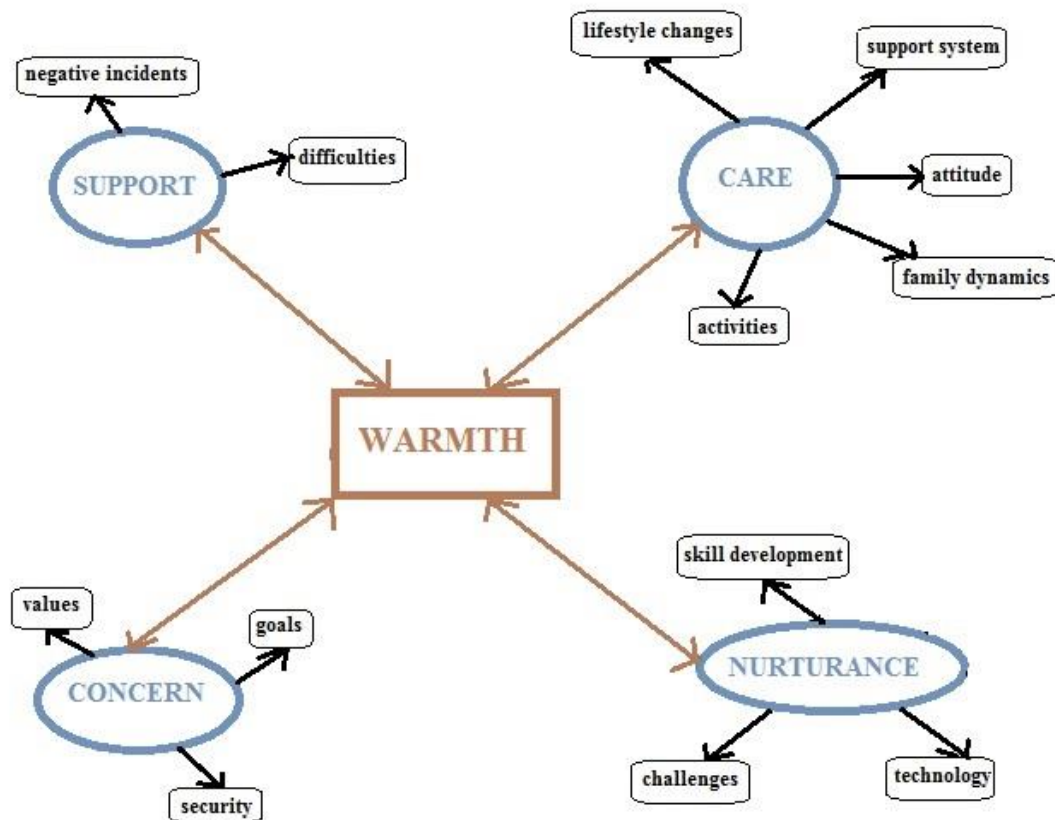 lifestyle changes
support system
negative incidents
difficulties
SUPPORT
CARE
attitude
family dynamics
activities
WARMTH
skill development
values
goals
CONCERN
NURTURANCE
security
challenges
technology